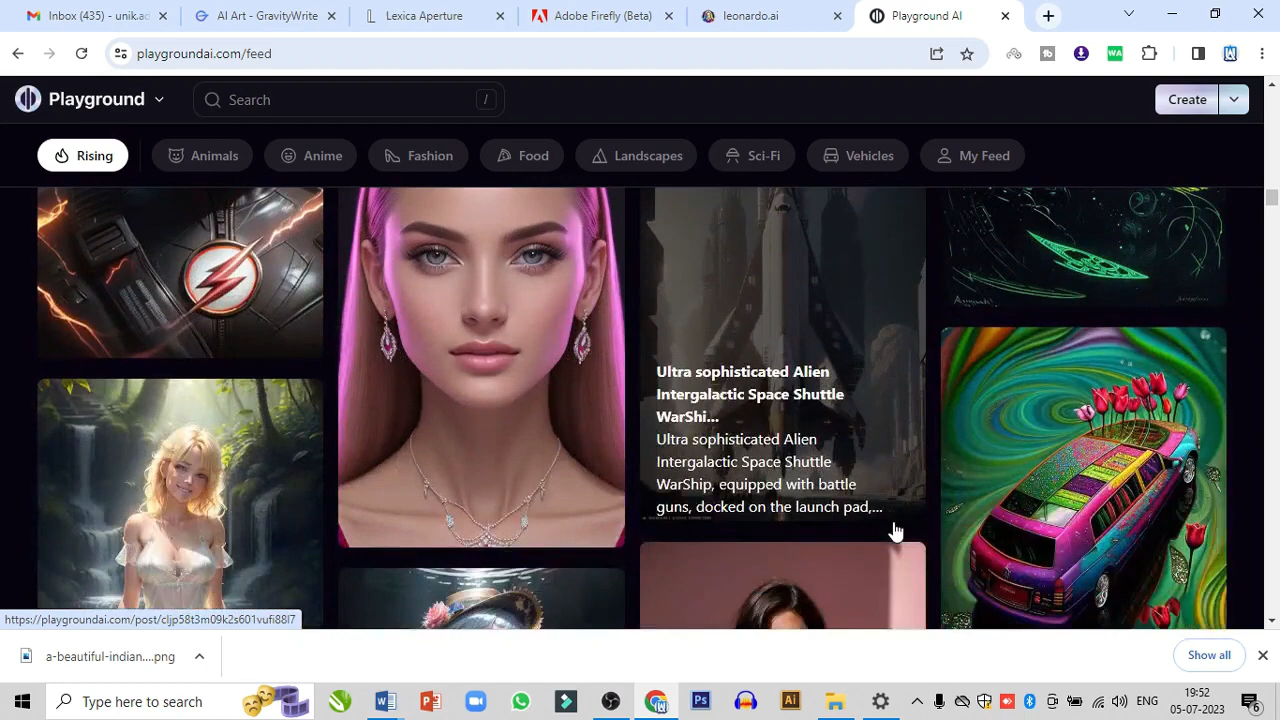 Inbox (435) - unik.ad
AI Art - GravityWrite
Lexica Aperture
Adobe Firefly (Beta)
leonardo.ai
Playground AI
playgroundai.com/feed
Playground
Search
/
Create
Rising
Animals
Anime
Fashion
Food
Landscapes
Sci-Fi
Vehicles
My Feed
Ultra sophisticated Alien
Intergalactic Space Shuttle
WarShi...
Ultra sophisticated Alien
Intergalactic Space Shuttle
WarShip, equipped with battle
guns, docked on the launch pad,...
https://playgroundai.com/post/cljp58t3m09k2s601vufi88l7
a-beautiful-indian....png
Show all
Type here to search
ENG
19:52
05-07-2023
6